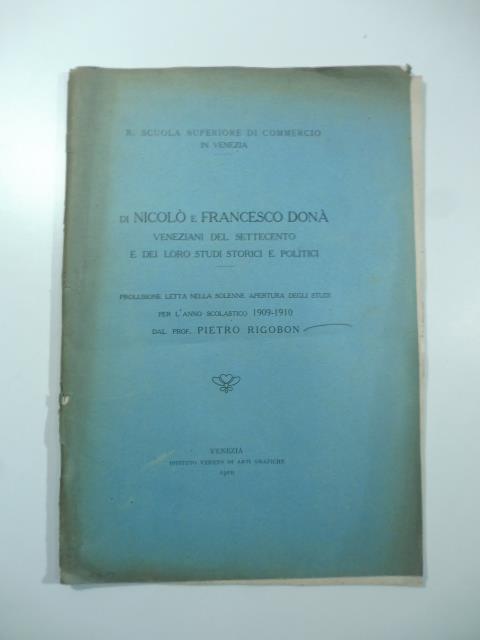 R. SCUOLA SUPERIORE DI COMMERCIO
IN VENEZIA
DI NICOLÒ E FRANCESCO DONÀ
VENEZIANI DEL SETTECENTO
E DEI LORO STUDI STORICI E POLITICI
PROLUSIONE LETTA NELLA SOLENNE APERTURA DEGLI STUDI
PER L'ANNO SCOLASTICO 1909-1910
DAL PROF. PIETRO RIGOBON
VENEZIA
ISTITUTO VENETO DI ARTI GRAFICHE